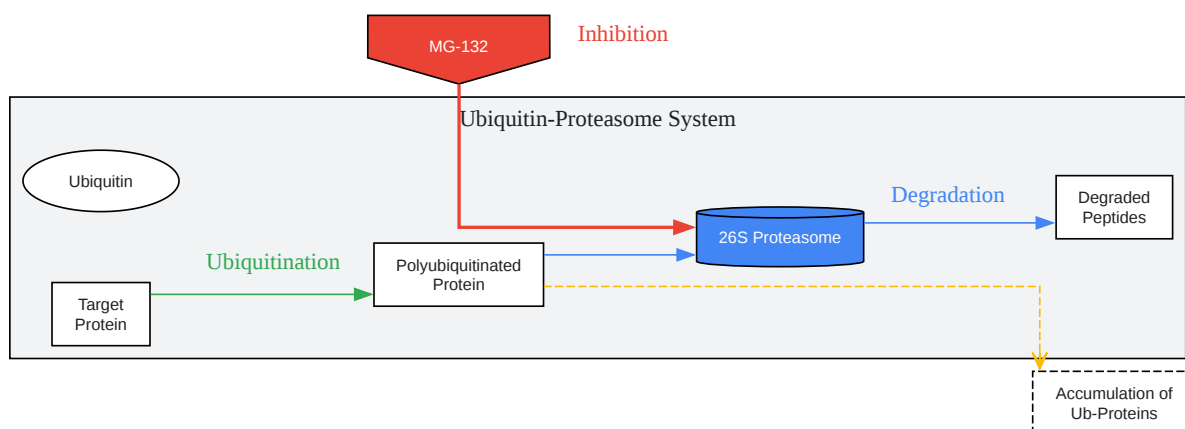 MG-132
Inhibition
Ubiquitin-Proteasome System
Ubiquitin
Degradation
Degraded
Peptides
26S Proteasome
Ubiquitination
Polyubiquitinated
Protein
Target
Protein
Accumulation of
Ub-Proteins